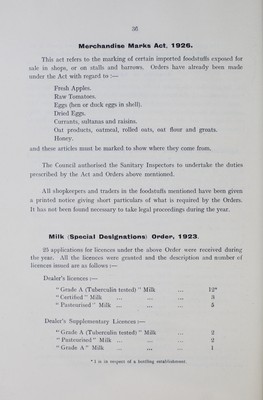 36
Merchandise Marks Act, 1926.
This act refers to the marking of certain imported foodstuffs exposed for
sale in shops, or on stalls and barrows. Orders have already been made
under the Act with regard to :—
Fresh Apples.
Raw Tomatoes.
Eggs (hen or duck eggs in shell).
Dried Eggs.
Currants, sultanas and raisins.
Oat products, oatmeal, rolled oats, oat flour and groats.
Honey.
and these articles must be marked to show where they come from.
The Council authorised the Sanitary Inspectors to undertake the duties
prescribed by the Act and Orders above mentioned.
All shopkeepers and traders in the foodstuffs mentioned have been given
a printed notice giving short particulars of what is required by the Orders.
It has not been found necessary to take legal proceedings during the year.
Milk (Special Designations) Order, 1923.
25 applications for licences under the above Order were received during
the year. All the licences were granted and the description and number of
licences issued are as follows :—
Dealer's licences :—
" Grade A (Tuberculin tested) " Milk ... 12*
" Certified " Milk ... ... ... 3
" Pasteurised " Milk ... ... ... 5
Dealer's Supplementary Licences :—
" Grade A (Tuberculin tested) " Milk ... 2
" Pasteurised " Milk ... ... ... 2
" Grade A " Milk ... ... ... 1
* 1 is in respect of a bottling establishment.